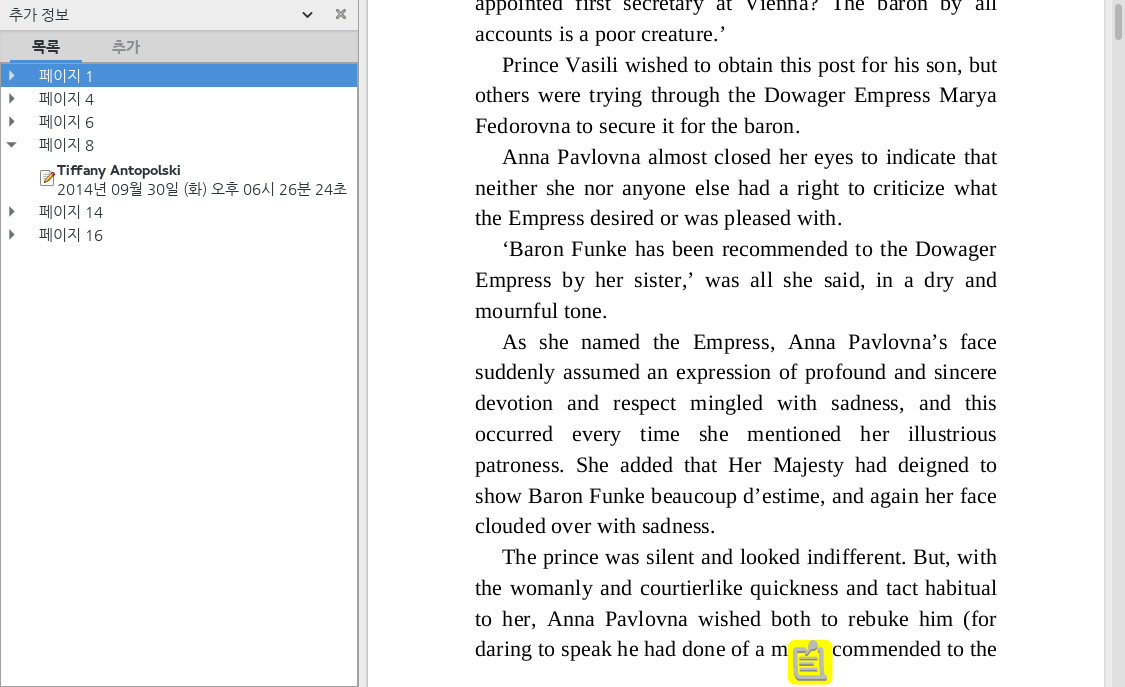 추가 정보
목록 추가
페이지 1
페이지 4
페이지 6
페이지 8
Tiffany Antopolski
2014년 09월 30일 (화) 오후 06시 26분 24초
페이지 14
페이지 16
appointed first secretary at Vienna? The baron by all
accounts is a poor creature.’
Prince Vasili wished to obtain this post for his son, but
others were trying through the Dowager Empress Marya
Fedorovna to secure it for the baron.
Anna Pavlovna almost closed her eyes to indicate that
neither she nor anyone else had a right to criticize what
the Empress desired or was pleased with.
‘Baron Funke has been recommended to the Dowager
Empress by her sister,’ was all she said, in a dry and
mournful tone.
As she named the Empress, Anna Pavlovna’s face
suddenly assumed an expression of profound and sincere
devotion and respect mingled with sadness, and this
occurred every time she mentioned her illustrious
patroness. She added that Her Majesty had deigned to
show Baron Funke beaucoup d’estime, and again her face
clouded over with sadness.
The prince was silent and looked indifferent. But, with
the womanly and courtierlike quickness and tact habitual
to her, Anna Pavlovna wished both to rebuke him (for
daring to speak he had done of a m commended to the